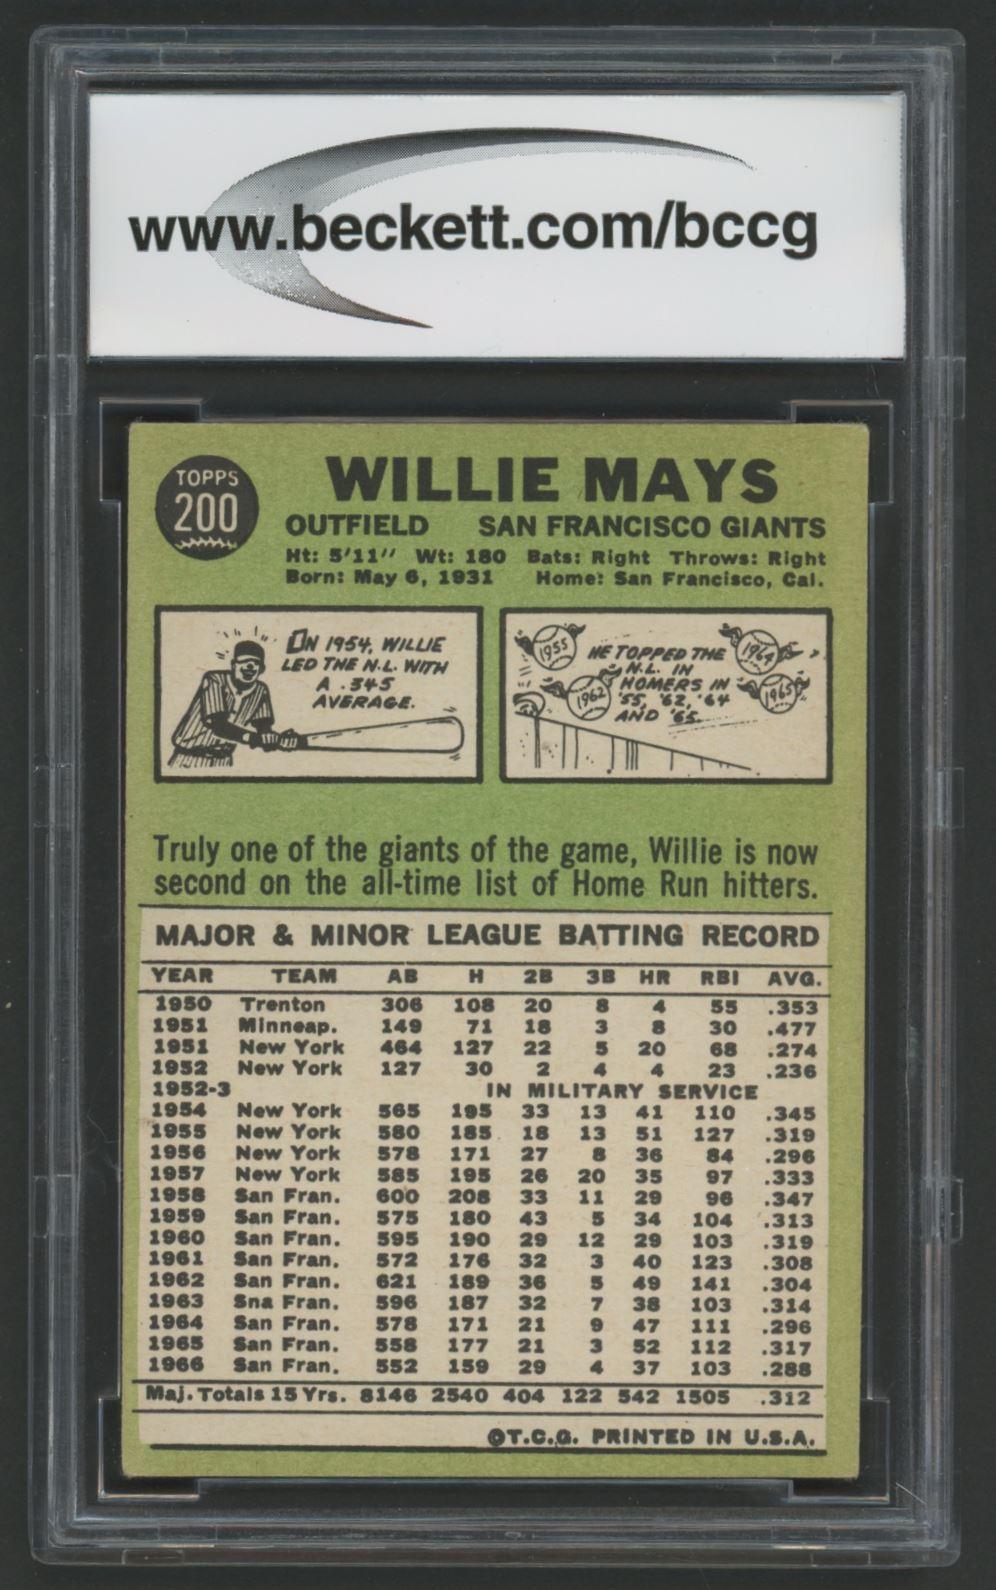 www.beckett.com/bccg
TOPPS
200
WILLIE MAYS
OUTFIELD SAN FRANCISCO GIANTS
Ht: 5'11" Wt: 180 Bats: Right Throws: Right
Born: May 6, 1931 Home: San Francisco, Cal.
IN 1954, WILLIE
LED THE N.L. WITH
A .345
AVERAGE.
1955
1964
HE TOPPED THE
N.L. IN
HOMERS IN
'55, '62, '64
AND '65.
1962
1965
Truly one of the giants of the game, Willie is now
second on the all-time list of Home Run hitters.
MAJOR & MINOR LEAGUE BATTING RECORD
YEAR TEAM AB H 2B 3B HR RBI AVG.
1950 Trenton 306 108 20 8 4 55 .353
1951 Minneap. 149 71 18 3 8 30 .477
1951 New York 464 127 22 5 20 68 .274
1952 New York 127 30 2 4 4 23 .236
1952-3 IN MILITARY SERVICE
1954 New York 565 195 33 13 41 110 .345
1955 New York 580 185 18 13 51 127 .319
1956 New York 578 171 27 8 36 84 .296
1957 New York 585 195 26 20 35 97 .333
1958 San Fran. 600 208 33 11 29 96 .347
1959 San Fran. 575 180 43 5 34 104 .313
1960 San Fran. 595 190 29 12 29 103 .319
1961 San Fran. 572 176 32 3 40 123 .308
1962 San Fran. 621 189 36 5 49 141 .304
1963 Sna Fran. 596 187 32 7 38 103 .314
1964 San Fran. 578 171 21 9 47 111 .296
1965 San Fran. 558 177 21 3 52 112 .317
1966 San Fran. 552 159 29 4 37 103 .288
Maj. Totals 15 Yrs. 8146 2540 404 122 542 1505 .312
©T.C.G. PRINTED IN U.S.A.